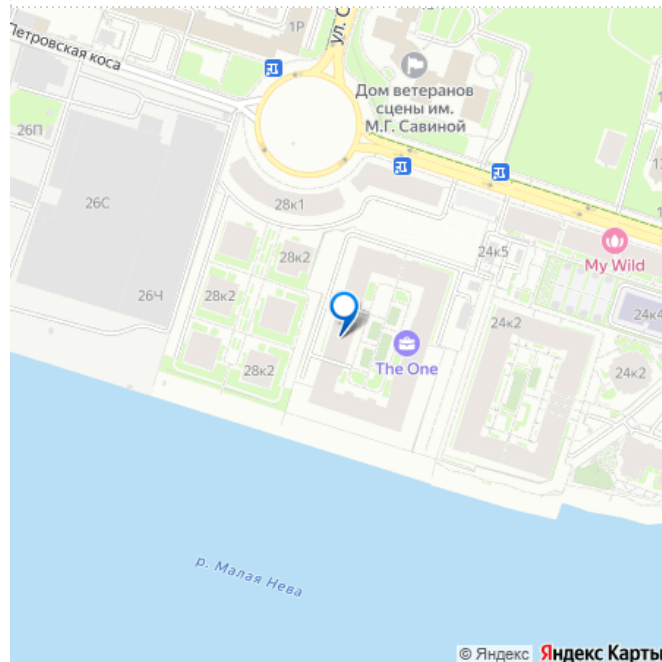 1Р
ул. С
Петровская коса
Дом ветеранов
сцены им.
М.Г. Савиной
26П
26С
28к1
24к5
My Wild
28к2
26Ч
28к2
24к2
24к4
The One
28к2
24к2
р. Малая Нева
© Яндекс Яндекс Карты